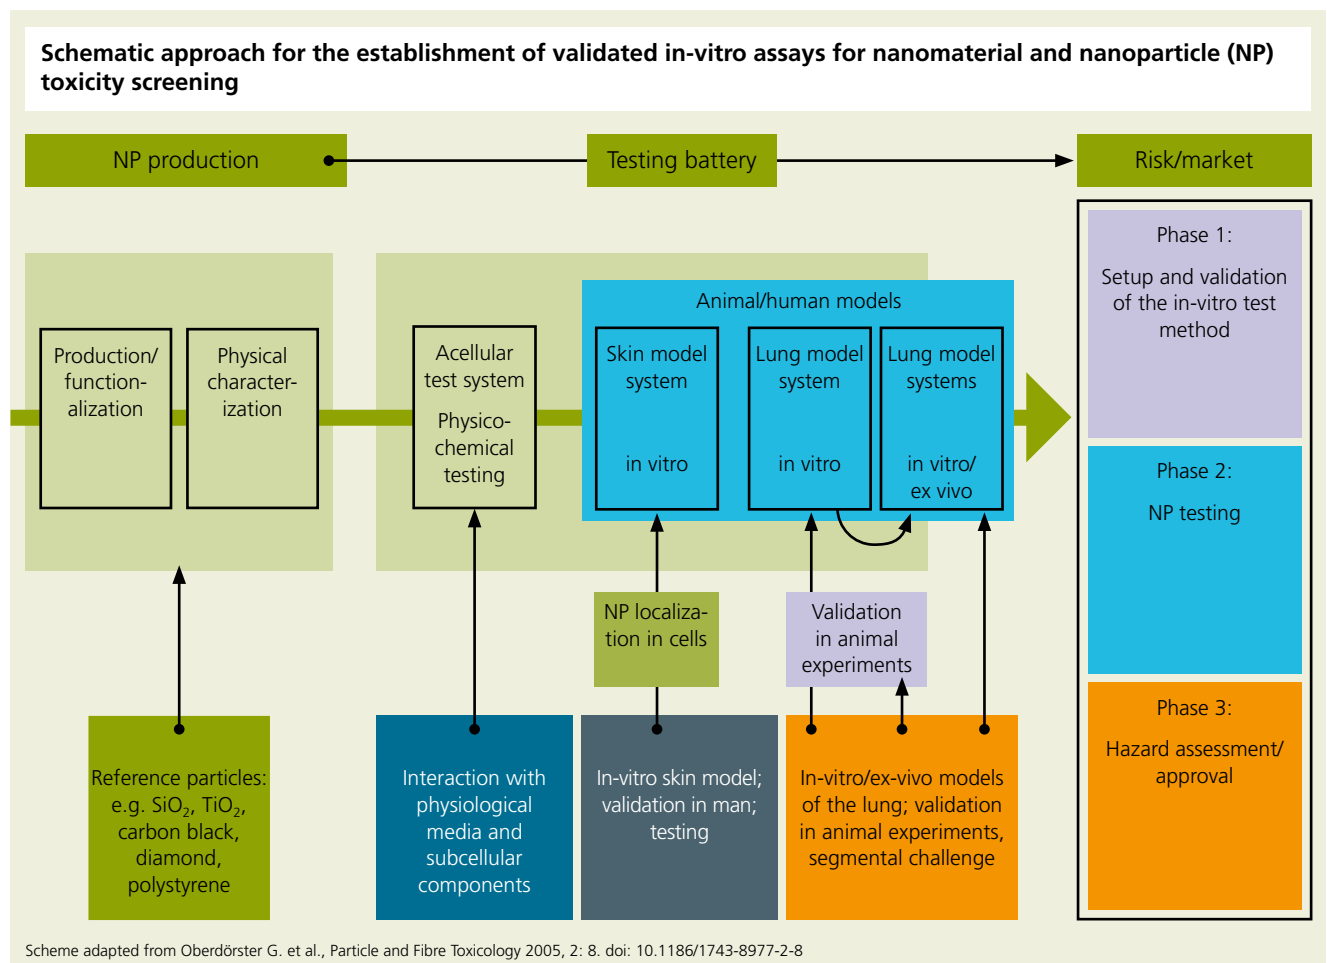 Schematic approach for the establishment of validated in-vitro assays for nanomaterial and nanoparticle (NP)
toxicity screening
NP production
Testing battery
Risk/market
Production/
function-
alization
Physical
character-
ization
Acellular
test system
Physico-
chemical
testing
Animal/human models
Skin model
system
in vitro
Lung model
system
in vitro
Lung model
systems
in vitro/
ex vivo
NP localiza-
tion in cells
Validation
in animal
experiments
Reference particles:
e.g. SiO₂, TiO₂,
carbon black,
diamond,
polystyrene
Interaction with
physiological
media and
subcellular
components
In-vitro skin model;
validation in man;
testing
In-vitro/ex-vivo models
of the lung; validation
in animal experiments,
segmental challenge
Phase 1:
Setup and validation
of the in-vitro test
method
Phase 2:
NP testing
Phase 3:
Hazard assessment/
approval
Scheme adapted from Oberdörster G. et al., Particle and Fibre Toxicology 2005, 2: 8. doi: 10.1186/1743-8977-2-8